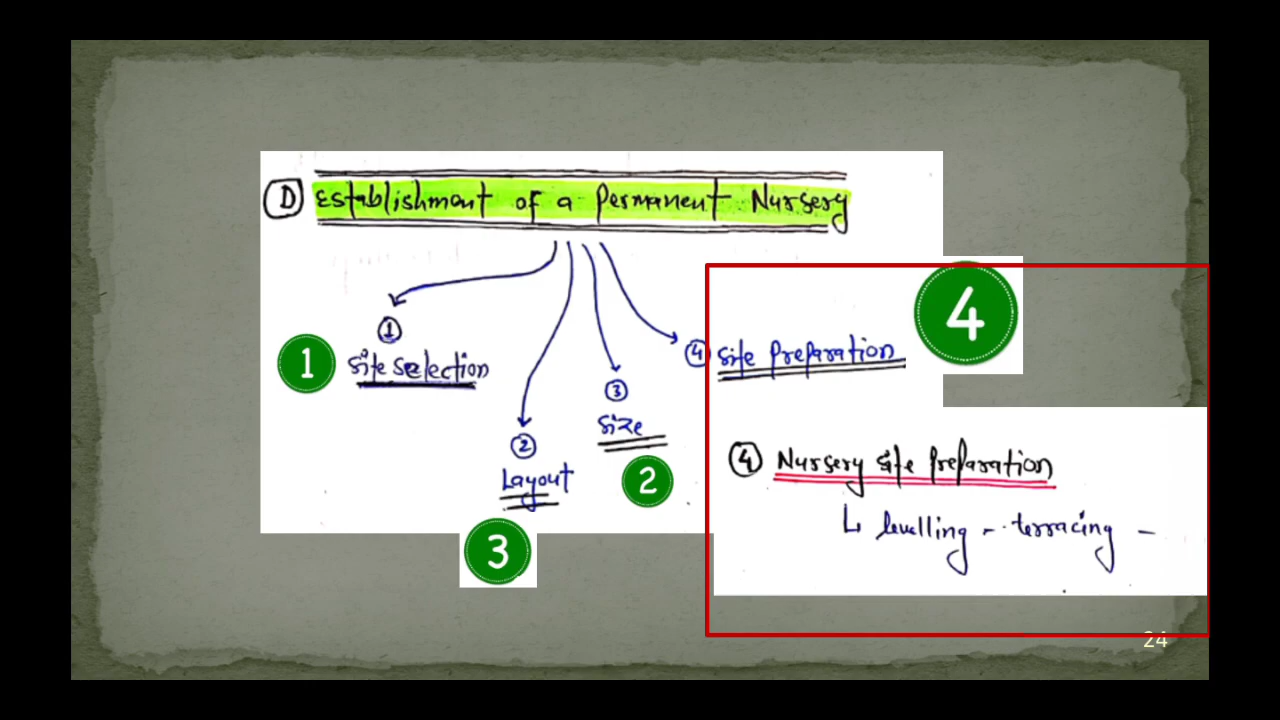 D Establishment of a Permanent Nursery
1
1
Site Selection
4 Site Preparation
4
3
Size
2
2
Layout
3
4 Nursery Site Preparation
levelling - terracing -
24